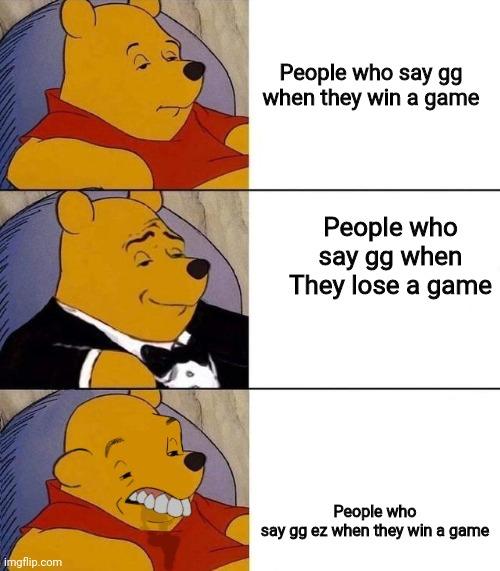 People who say gg
when they win a game
People who
say gg when
They lose a game
People who
say gg ez when they win a game
imgflip.com